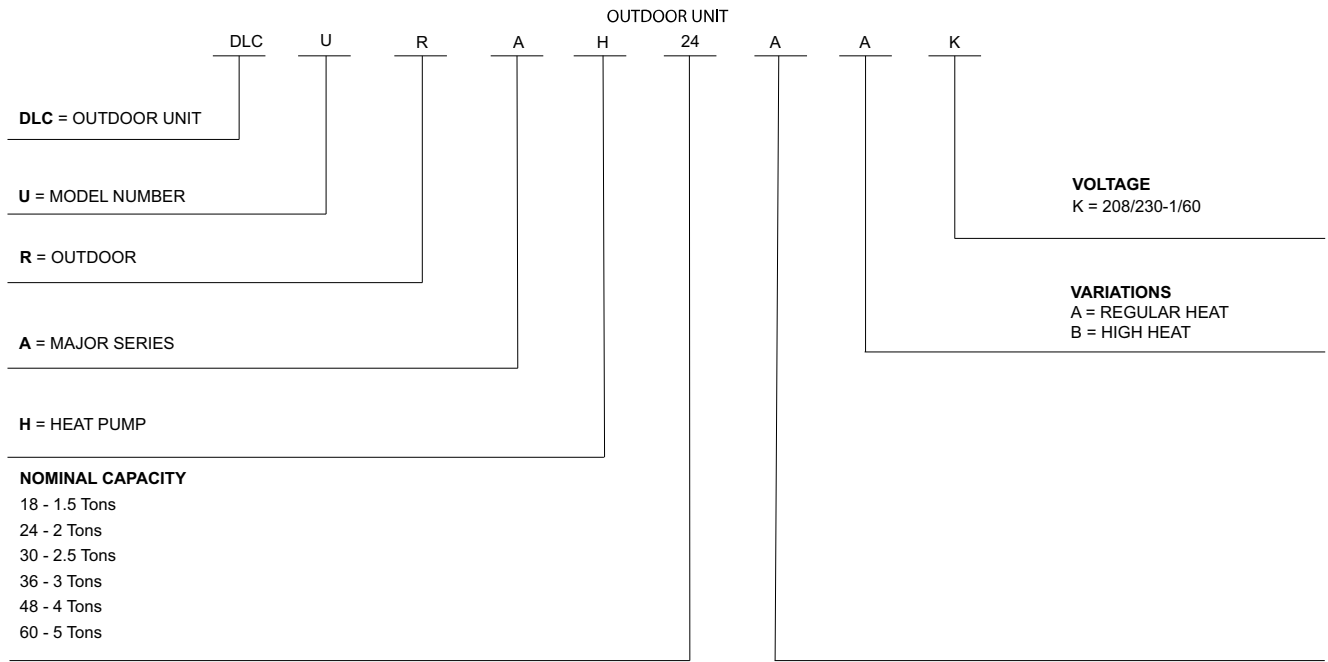 OUTDOOR UNIT
DLC U R A H 24 A A K
DLC = OUTDOOR UNIT
U = MODEL NUMBER
R = OUTDOOR
A = MAJOR SERIES
H = HEAT PUMP
NOMINAL CAPACITY
18 - 1.5 Tons
24 - 2 Tons
30 - 2.5 Tons
36 - 3 Tons
48 - 4 Tons
60 - 5 Tons
VOLTAGE
K = 208/230-1/60
VARIATIONS
A = REGULAR HEAT
B = HIGH HEAT